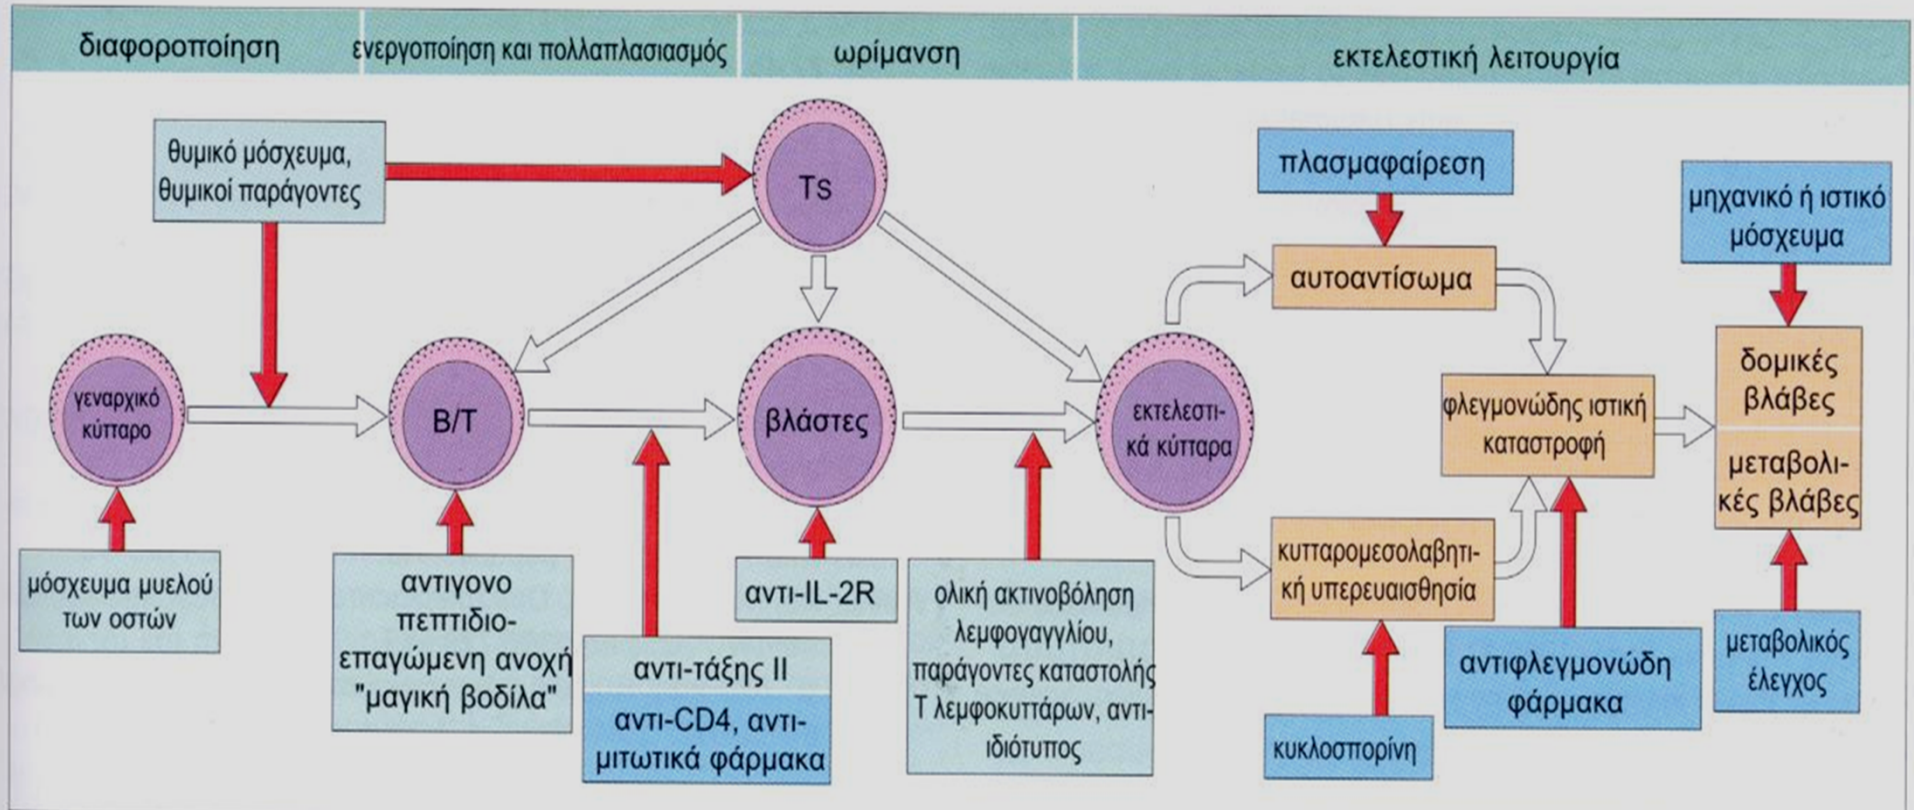 διαφοροποίηση
ενεργοποίηση και πολλαπλασιασμός
ωρίμανση
εκτελεστική λειτουργία
θυμικό μόσχευμα,
θυμικοί παράγοντες
Ts
πλασμαφαίρεση
μηχανικό ή ιστικό
μόσχευμα
αυτοαντίσωμα
γεναρχικό
κύτταρο
B/T
βλάστες
εκτελεστι-
κά κύτταρα
φλεγμονώδης ιστική
καταστροφή
δομικές
βλάβες
μεταβολι-
κές βλάβες
μόσχευμα μυελού
των οστών
αντιγονο
πεπτιδιο-
επαγώμενη ανοχή
"μαγική βοδίλα"
αντι-τάξης II
αντι-CD4, αντι-
μιτωτικά φάρμακα
αντι-IL-2R
ολική ακτινοβόληση
λεμφογαγγλίου,
παράγοντες καταστολής
Τ λεμφοκυττάρων, αντι-
ιδιότυπος
κυτταρομεσολαβητι-
κή υπερευαισθησία
κυκλοσπορίνη
αντιφλεγμονώδη
φάρμακα
μεταβολικός
έλεγχος